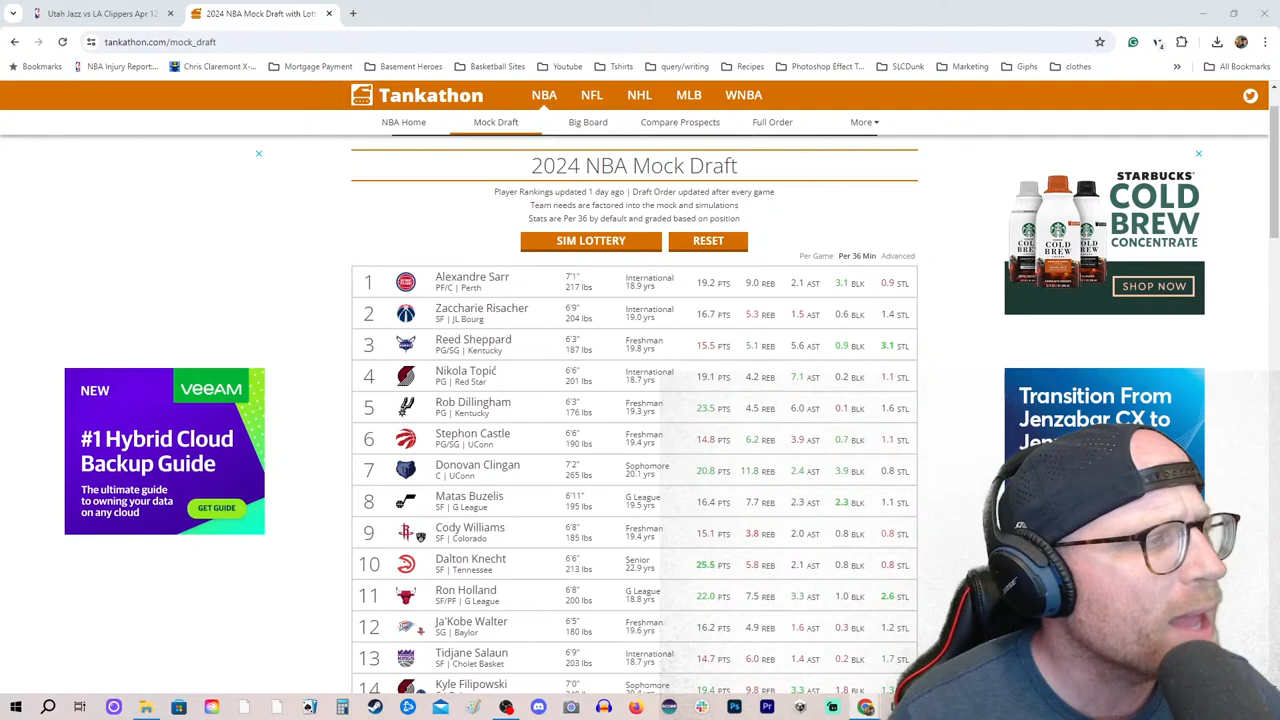 Utah Jazz vs LA Clippers Apr 12
2024 NBA Mock Draft with Lott
tankathon.com/mock_draft
Bookmarks
NBA Injury Report:...
Chris Claremont X-...
Mortgage Payment
Basement Heroes
Basketball Sites
Youtube
Tshirts
query/writing
Recipes
Photoshop Effect T...
SLCDunk
Marketing
Giphs
clothes
All Bookmarks
Tankathon
NBA NFL NHL MLB WNBA
NBA Home Mock Draft Big Board Compare Prospects Full Order More
2024 NBA Mock Draft
Player Rankings updated 1 day ago | Draft Order updated after every game
Team needs are factored into the mock and simulations
Stats are Per 36 by default and graded based on position
SIM LOTTERY RESET
Per Game Per 36 Min Advanced
1 Alexandre Sarr 7'1" International 19.2 PTS 9.0 REB 2.1 AST 3.1 BLK 0.9 STL
PF/C | Perth 217 lbs 18.9 yrs
2 Zaccharie Risacher 6'9" International 16.7 PTS 5.3 REB 1.5 AST 0.6 BLK 1.4 STL
SF | JL Bourg 204 lbs 19.0 yrs
3 Reed Sheppard 6'3" Freshman 15.5 PTS 5.1 REB 5.6 AST 0.9 BLK 3.1 STL
PG/SG | Kentucky 187 lbs 19.8 yrs
4 Nikola Topić 6'6" International 19.1 PTS 4.2 REB 7.1 AST 0.2 BLK 1.1 STL
PG | Red Star 201 lbs 18.7 yrs
5 Rob Dillingham 6'3" Freshman 23.5 PTS 4.5 REB 6.0 AST 0.1 BLK 1.6 STL
PG | Kentucky 176 lbs 19.3 yrs
6 Stephon Castle 6'6" Freshman 14.8 PTS 6.2 REB 3.9 AST 0.7 BLK 1.1 STL
PG/SG | UConn 190 lbs 19.4 yrs
7 Donovan Clingan 7'2" Sophomore 20.8 PTS 11.8 REB 2.4 AST 3.9 BLK 0.8 STL
C | UConn 265 lbs 20.1 yrs
8 Matas Buzelis 6'11" G League 16.4 PTS 7.7 REB 2.3 AST 2.3 BLK 1.1 STL
SF | G League 195 lbs 19.5 yrs
9 Cody Williams 6'8" Freshman 15.1 PTS 3.8 REB 2.0 AST 0.8 BLK 0.8 STL
SF | Colorado 185 lbs 19.4 yrs
10 Dalton Knecht 6'6" Senior 25.5 PTS 5.8 REB 2.1 AST 0.8 BLK 0.8 STL
SF | Tennessee 213 lbs 22.9 yrs
11 Ron Holland 6'8" G League 22.0 PTS 7.5 REB 3.3 AST 1.0 BLK 2.6 STL
SF/PF | G League 200 lbs 18.8 yrs
12 Ja'Kobe Walter 6'5" Freshman 16.2 PTS 4.9 REB 1.6 AST 0.3 BLK 1.2 STL
SG | Baylor 180 lbs 19.6 yrs
13 Tidjane Salaun 6'9" International 14.7 PTS 6.0 REB 1.4 AST 0.2 BLK 1.7 STL
SF | Cholet Basket 203 lbs 18.7 yrs
14 Kyle Filipowski Sophomore 19.4 PTS 9.8 REB 3.3 AST 1.8 BLK
NEW
VEEAM
#1 Hybrid Cloud
Backup Guide
The ultimate guide
to owning your data
on any cloud
GET GUIDE
STARBUCKS
COLD
BREW
CONCENTRATE
SHOP NOW
Transition From
Jenzabar CX to
BOSE